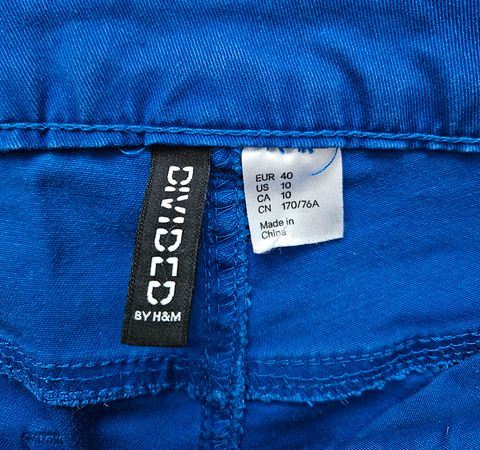 DIVIDED
BY H&M
EUR 40
US 10
CA 10
CN 170/76A
Made in
China